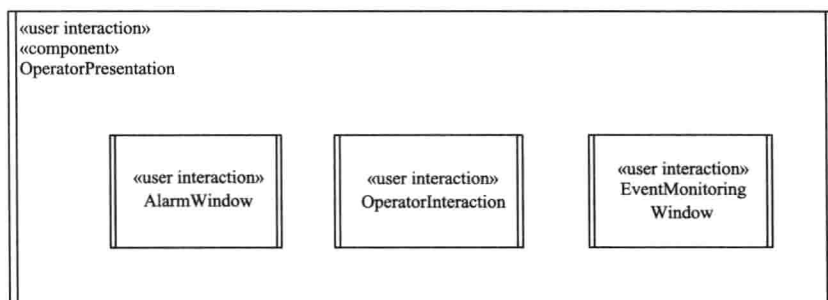 «user interaction»
«component»
OperatorPresentation
«user interaction»
AlarmWindow
«user interaction»
OperatorInteraction
«user interaction»
EventMonitoring
Window